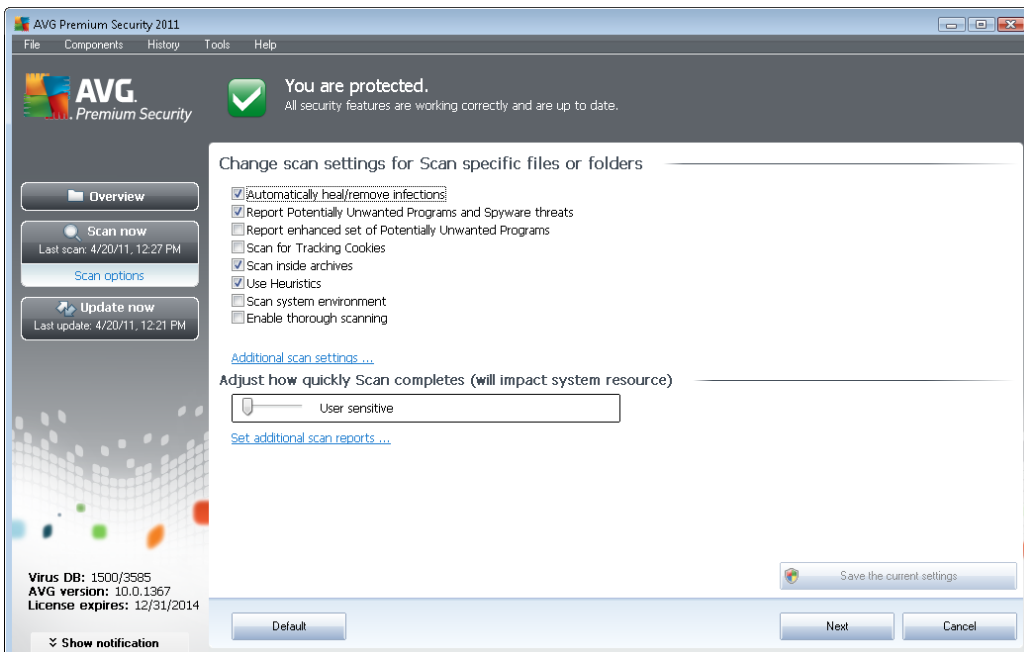 AVG Premium Security 2011
File Components History Tools Help
AVG.
Premium Security
You are protected.
All security features are working correctly and are up to date.
Overview
Scan now
Last scan: 4/20/11, 12:27 PM
Scan options
Update now
Last update: 4/20/11, 12:21 PM
Virus DB: 1500/3585
AVG version: 10.0.1367
License expires: 12/31/2014
Show notification
Change scan settings for Scan specific files or folders
Automatically heal/remove infections
Report Potentially Unwanted Programs and Spyware threats
Report enhanced set of Potentially Unwanted Programs
Scan for Tracking Cookies
Scan inside archives
Use Heuristics
Scan system environment
Enable thorough scanning
Additional scan settings ...
Adjust how quickly Scan completes (will impact system resource)
User sensitive
Set additional scan reports ...
Save the current settings
Default
Next
Cancel